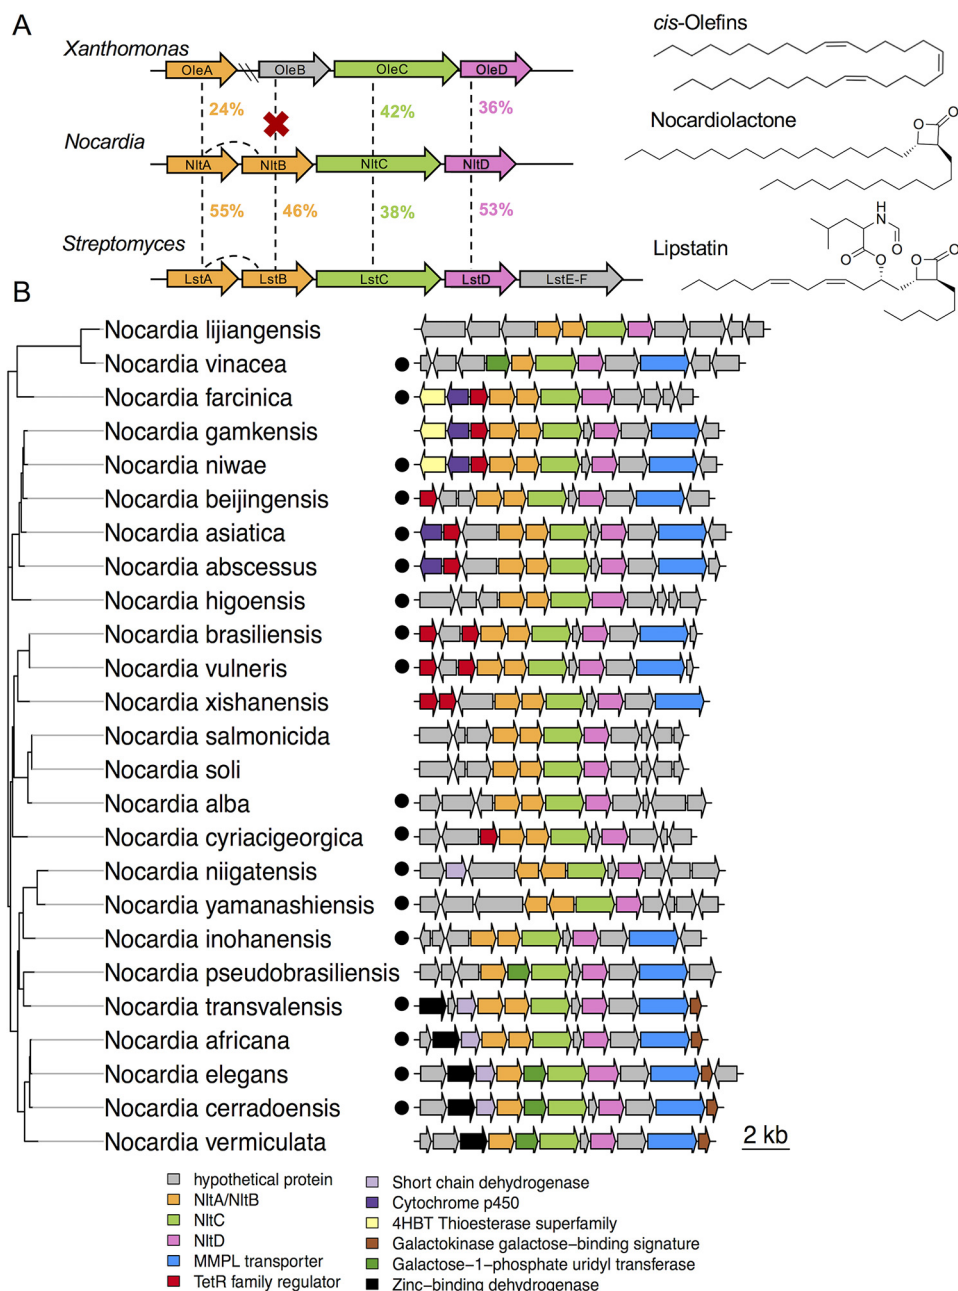 A
Xanthomonas
OleA
OleB
OleC
OleD
24%
42%
36%
Nocardia
NltA
NltB
NltC
NltD
55%
46%
38%
53%
Streptomyces
LstA
LstB
LstC
LstD
LstE-F
cis-Olefins
Nocardiolactone
O
O
Lipstatin
H
N
O
O
O
O
O
B
Nocardia lijiangensis
Nocardia vinacea
Nocardia farcinica
Nocardia gamkensis
Nocardia niwae
Nocardia beijingensis
Nocardia asiatica
Nocardia abscessus
Nocardia higoensis
Nocardia brasiliensis
Nocardia vulneris
Nocardia xishanensis
Nocardia salmonicida
Nocardia soli
Nocardia alba
Nocardia cyriacigeorgica
Nocardia niigatensis
Nocardia yamanashiensis
Nocardia inohanensis
Nocardia pseudobrasiliensis
Nocardia transvalensis
Nocardia africana
Nocardia elegans
Nocardia cerradoensis
Nocardia vermiculata
2 kb
hypothetical protein
NltA/NltB
NltC
NltD
MMPL transporter
TetR family regulator
Short chain dehydrogenase
Cytochrome p450
4HBT Thioesterase superfamily
Galactokinase galactose−binding signature
Galactose−1−phosphate uridyl transferase
Zinc−binding dehydrogenase